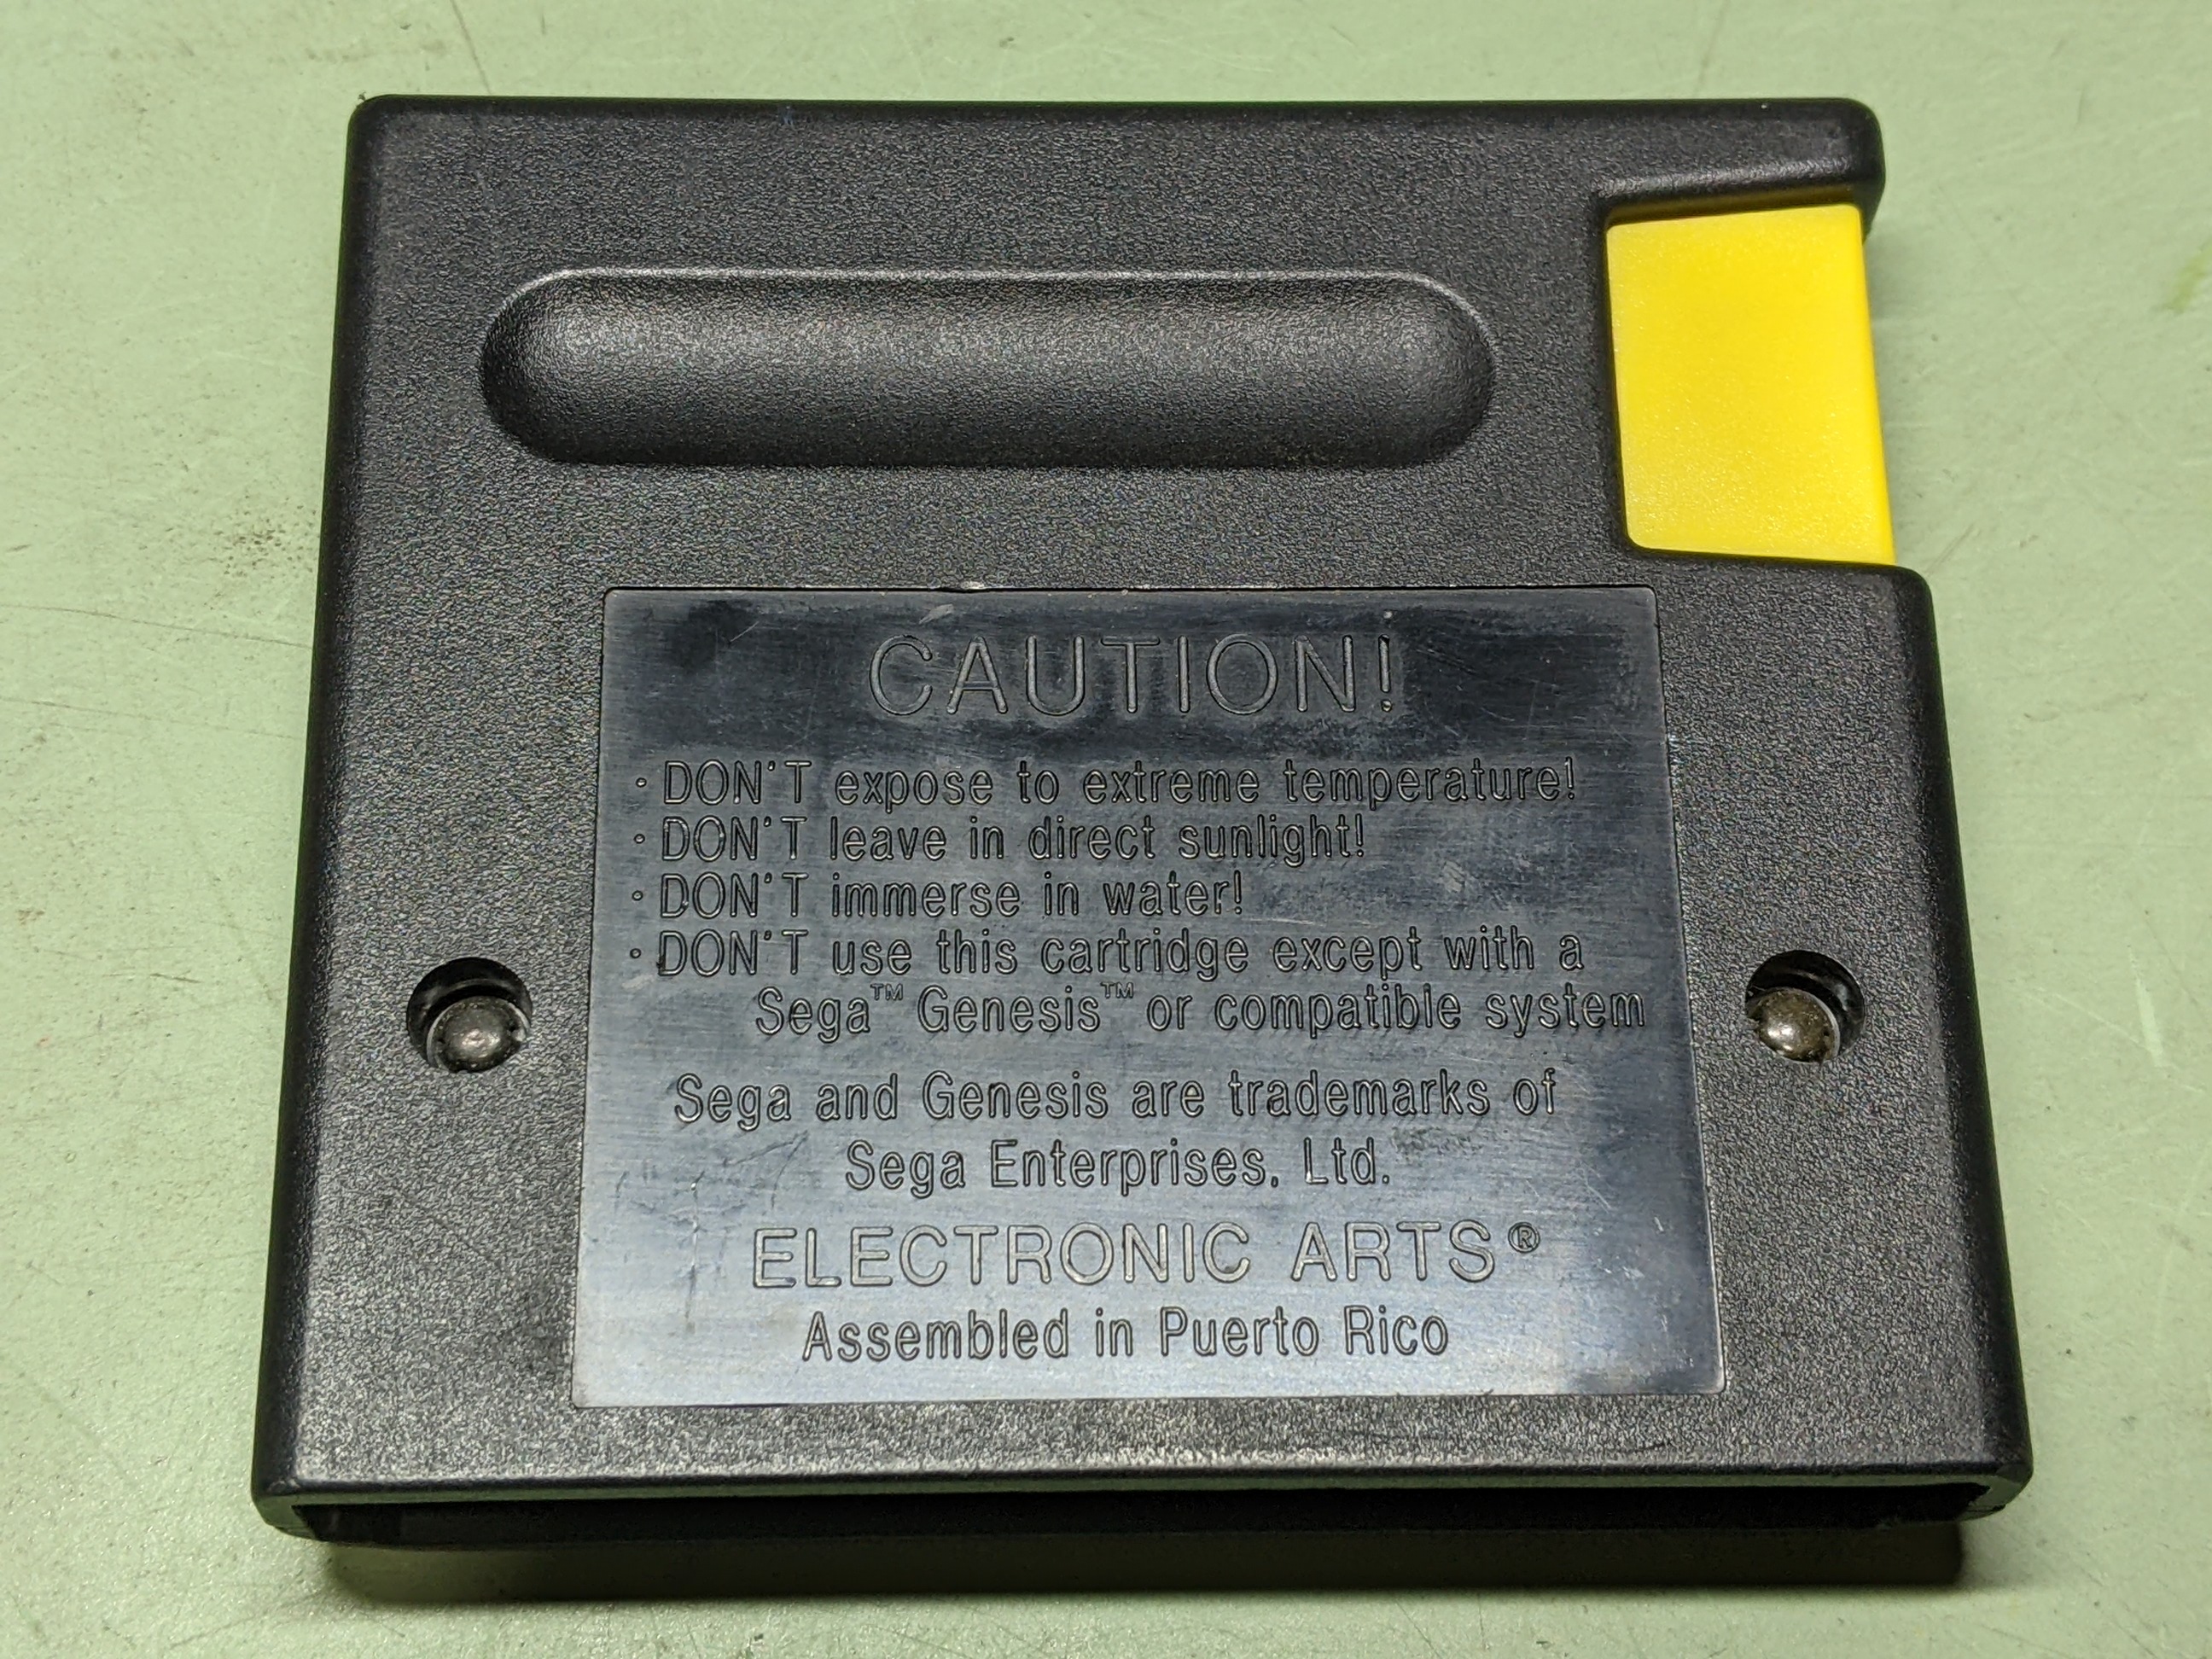 CAUTION!
· DON'T expose to extreme temperature!
· DON'T leave in direct sunlight!
· DON'T immerse in water!
· DON'T use this cartridge except with a
Sega™ Genesis™ or compatible system
Sega and Genesis are trademarks of
Sega Enterprises, Ltd.
ELECTRONIC ARTS®
Assembled in Puerto Rico